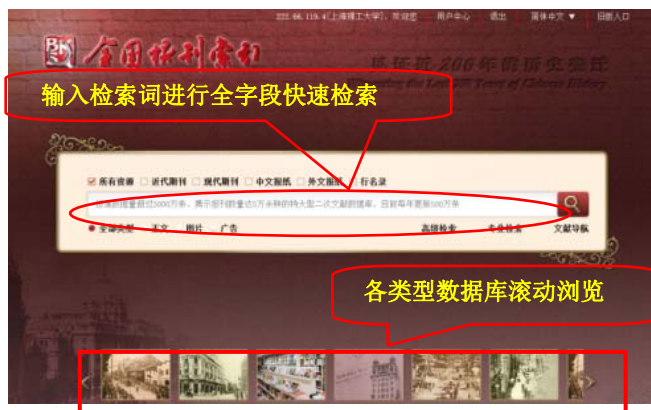 222.66.119.4(上海理工大学), 欢迎您 用户中心 退出 简体中文 ▼ 旧版入口
全国报刊索引
输入检索词进行全字段快速检索
所有资源 近代期刊 现代期刊 中文报纸 外文报纸 行名录
全部类型 正文 图片 广告 高级检索 专业检索 文献导航
各类型数据库滚动浏览